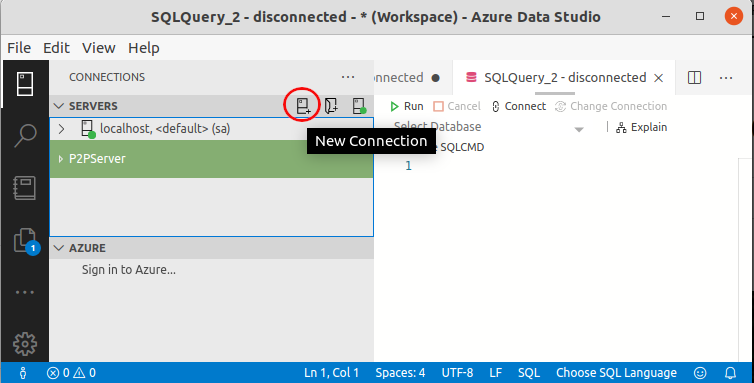 SQLQuery_2 - disconnected - * (Workspace) - Azure Data Studio
File Edit View Help
CONNECTIONS
nnected
SQLQuery_2 - disconnected
SERVERS
Run Cancel Connect Change Connection
localhost, <default> (sa)
Select Database
Explain
New Connection
SQLCMD
P2PServer
1
AZURE
Sign in to Azure...
1
0 0 Ln 1, Col 1 Spaces: 4 UTF-8 LF SQL Choose SQL Language